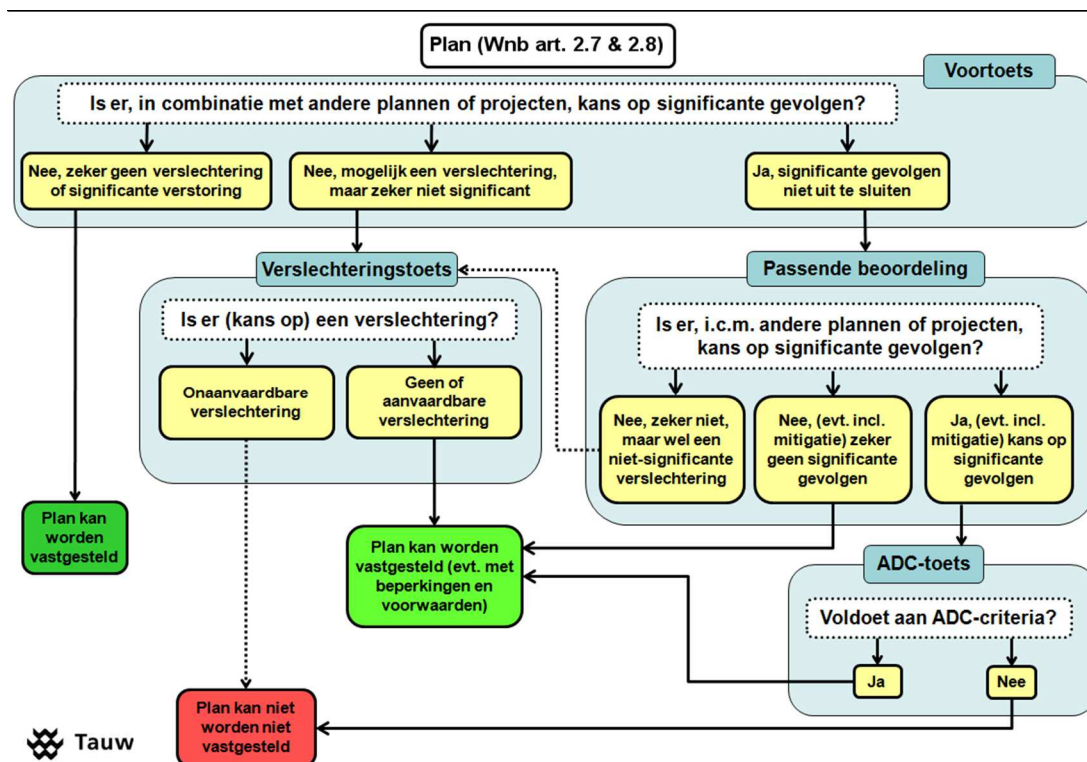 Plan (Wnb art. 2.7 & 2.8)
Voortoets
Is er, in combinatie met andere plannen of projecten, kans op significante gevolgen?
Nee, zeker geen verslechtering
of significante verstoring
Nee, mogelijk een verslechtering,
maar zeker niet significant
Ja, significante gevolgen
niet uit te sluiten
Verslechteringstoets
Is er (kans op) een verslechtering?
Onaanvaardbare
verslechtering
Geen of
aanvaardbare
verslechtering
Passende beoordeling
Is er, i.c.m. andere plannen of projecten,
kans op significante gevolgen?
Nee, zeker niet,
maar wel een
niet-significante
verslechtering
Nee, (evt. incl.
mitigatie) zeker
geen significante
gevolgen
Ja, (evt. incl.
mitigatie) kans op
significante
gevolgen
Plan kan
worden
vastgesteld
Plan kan worden
vastgesteld (evt. met
beperkingen en
voorwaarden)
ADC-toets
Voldoet aan ADC-criteria?
Ja
Nee
Plan kan niet
worden niet
vastgesteld
Tauw